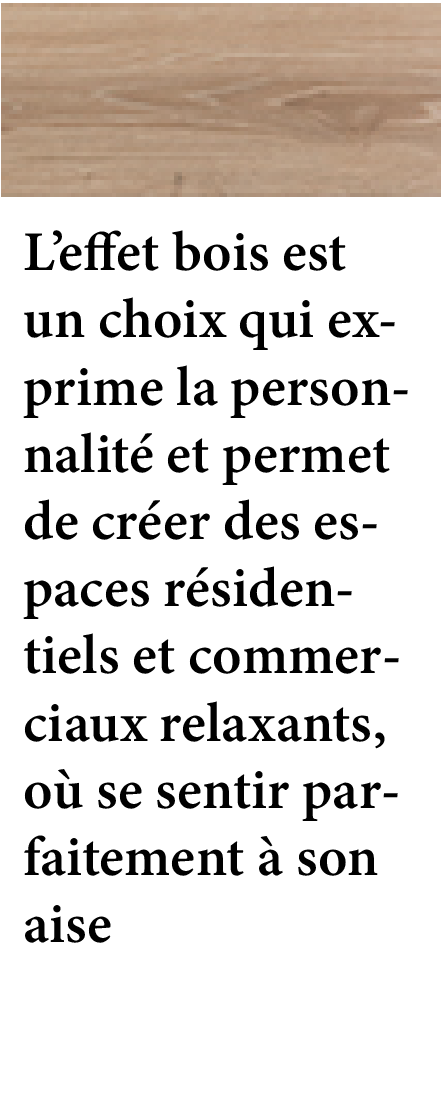 L’effet bois est
un choix qui ex-
prime la person-
nalité et permet
de créer des es-
paces résiden-
tiels et commer-
ciaux relaxants,
où se sentir par-
faitement à son
aise